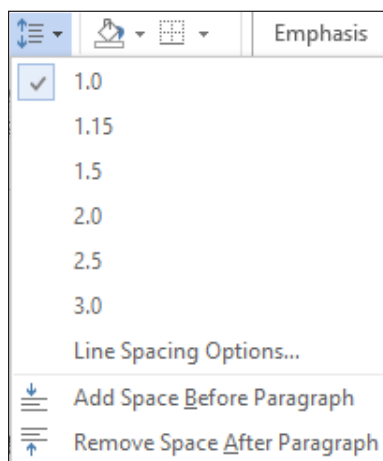 Emphasis
1.0
1.15
1.5
2.0
2.5
3.0
Line Spacing Options...
Add Space Before Paragraph
Remove Space After Paragraph